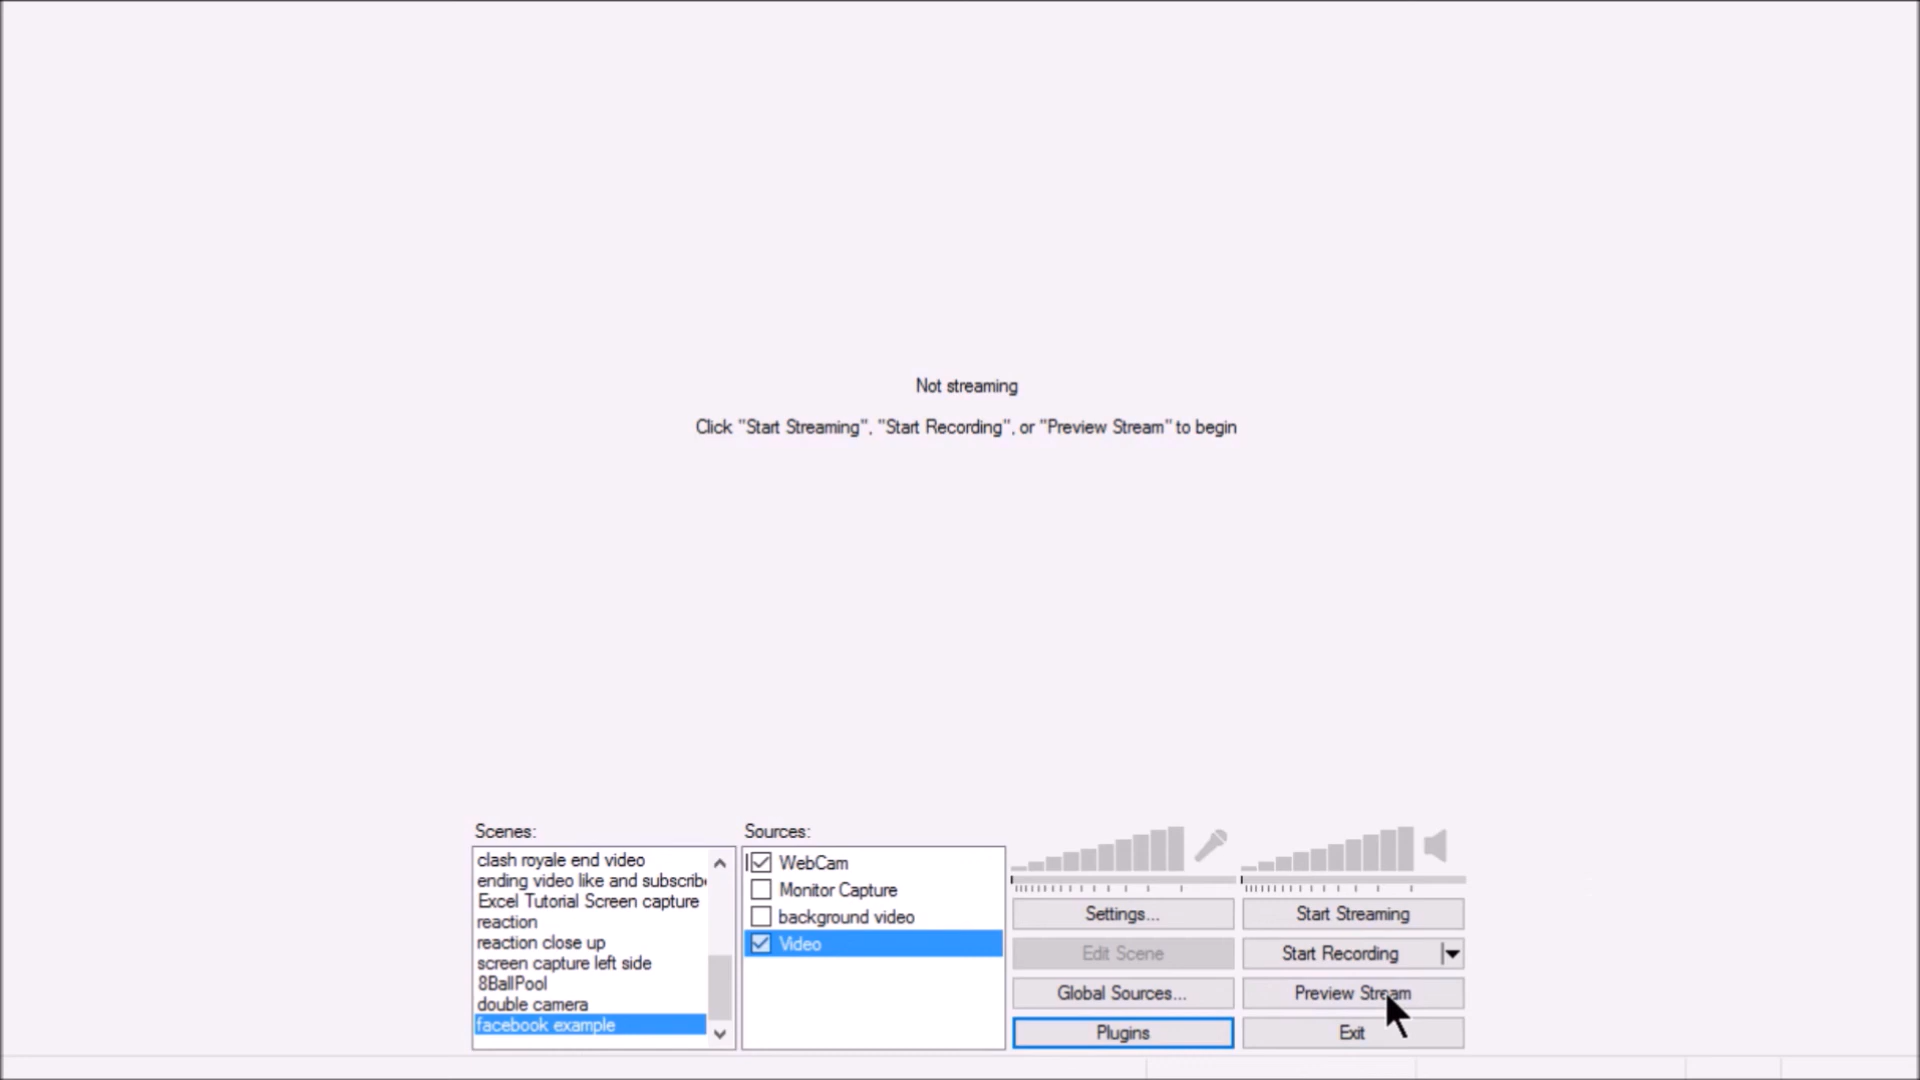 Not streaming
Click "Start Streaming", "Start Recording", or "Preview Stream" to begin
Scenes:
clash royale end video
ending video like and subscribe
Excel Tutorial Screen capture
reaction
reaction close up
screen capture left side
8BallPool
double camera
facebook example
Sources:
WebCam
Monitor Capture
background video
Video
Settings...
Edit Scene
Global Sources...
Plugins
Start Streaming
Start Recording
Preview Stream
Exit